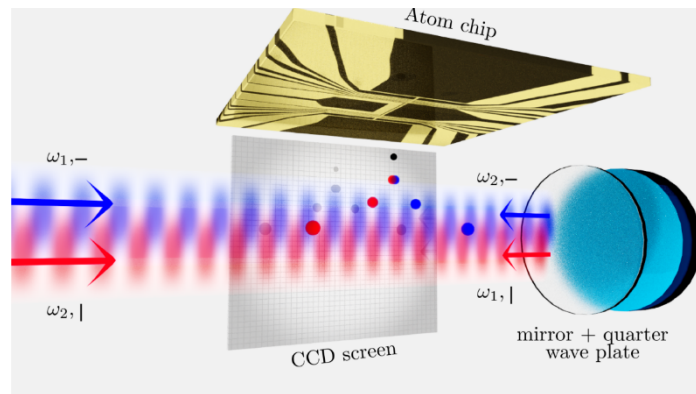 Atom chip
ω₁,−
ω₂,−
ω₂,|
ω₁,|
CCD screen
mirror + quarter
wave plate